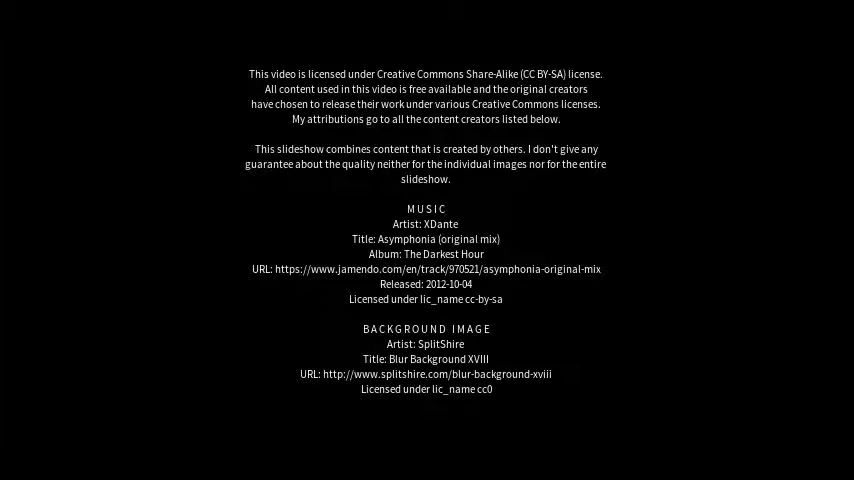 This video is licensed under Creative Commons Share-Alike (CC BY-SA) license.
All content used in this video is free available and the original creators
have chosen to release their work under various Creative Commons licenses.
My attributions go to all the content creators listed below.
This slideshow combines content that is created by others. I don't give any
guarantee about the quality neither for the individual images nor for the entire
slideshow.
MUSIC
Artist: XDante
Title: Asymphonia (original mix)
Album: The Darkest Hour
URL: https://www.jamendo.com/en/track/970521/asymphonia-original-mix
Released: 2012-10-04
Licensed under lic_name cc-by-sa
BACKGROUND IMAGE
Artist: SplitShire
Title: Blur Background XVIII
URL: http://www.splitshire.com/blur-background-xviii
Licensed under lic_name cc0